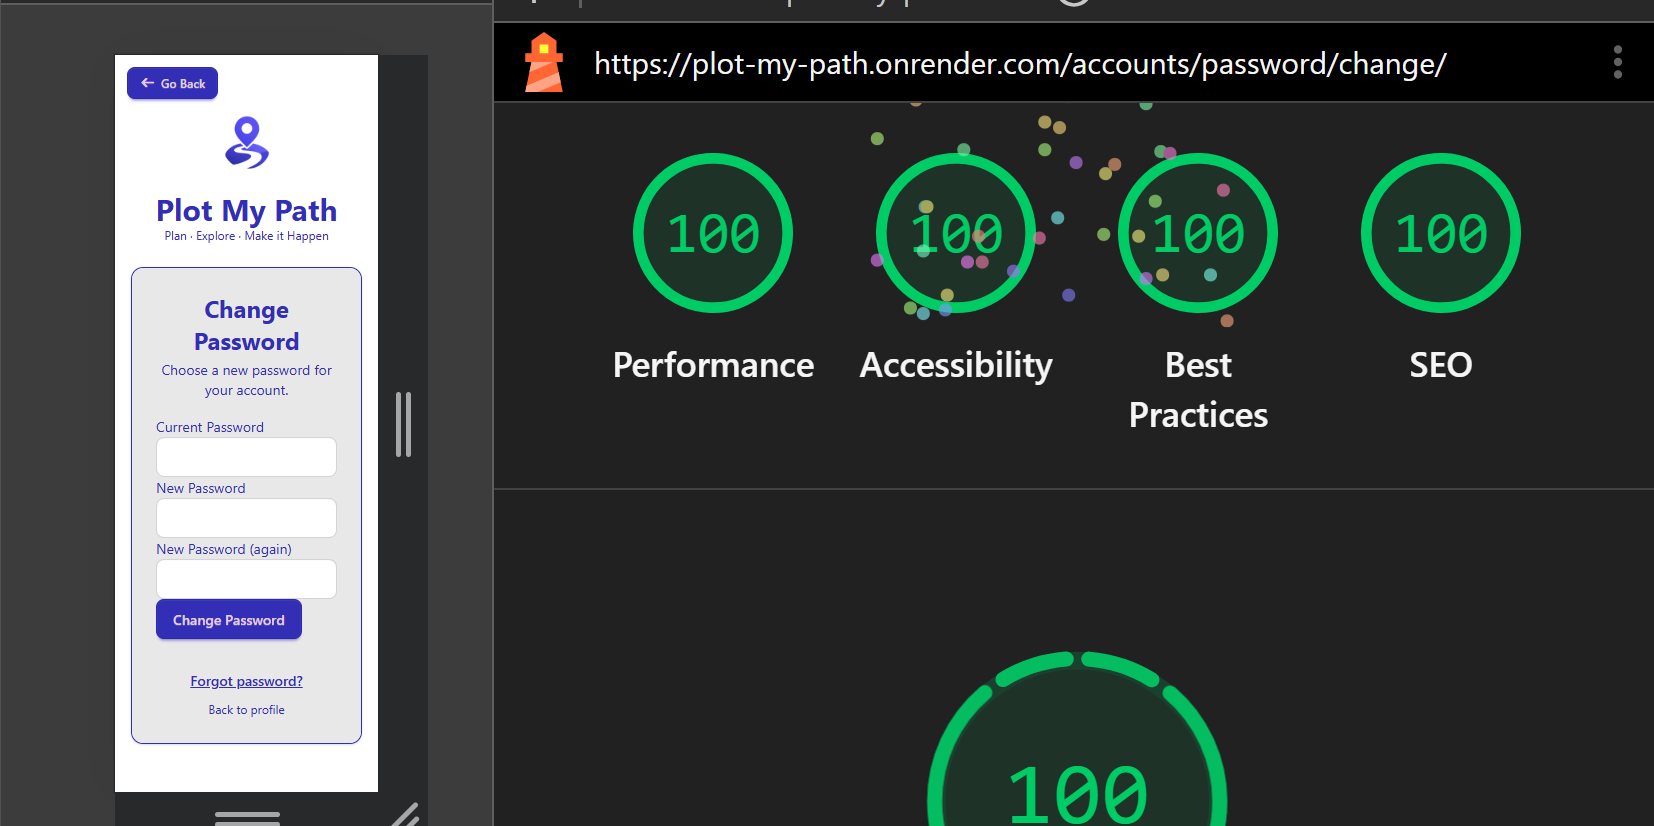 Go Back
Plot My Path
Plan · Explore · Make it Happen
Change
Password
Choose a new password for
your account.
Current Password
New Password
New Password (again)
Change Password
Forgot password?
Back to profile
https://plot-my-path.onrender.com/accounts/password/change/
100
100
100
100
Performance
Accessibility
Best
Practices
SEO
100